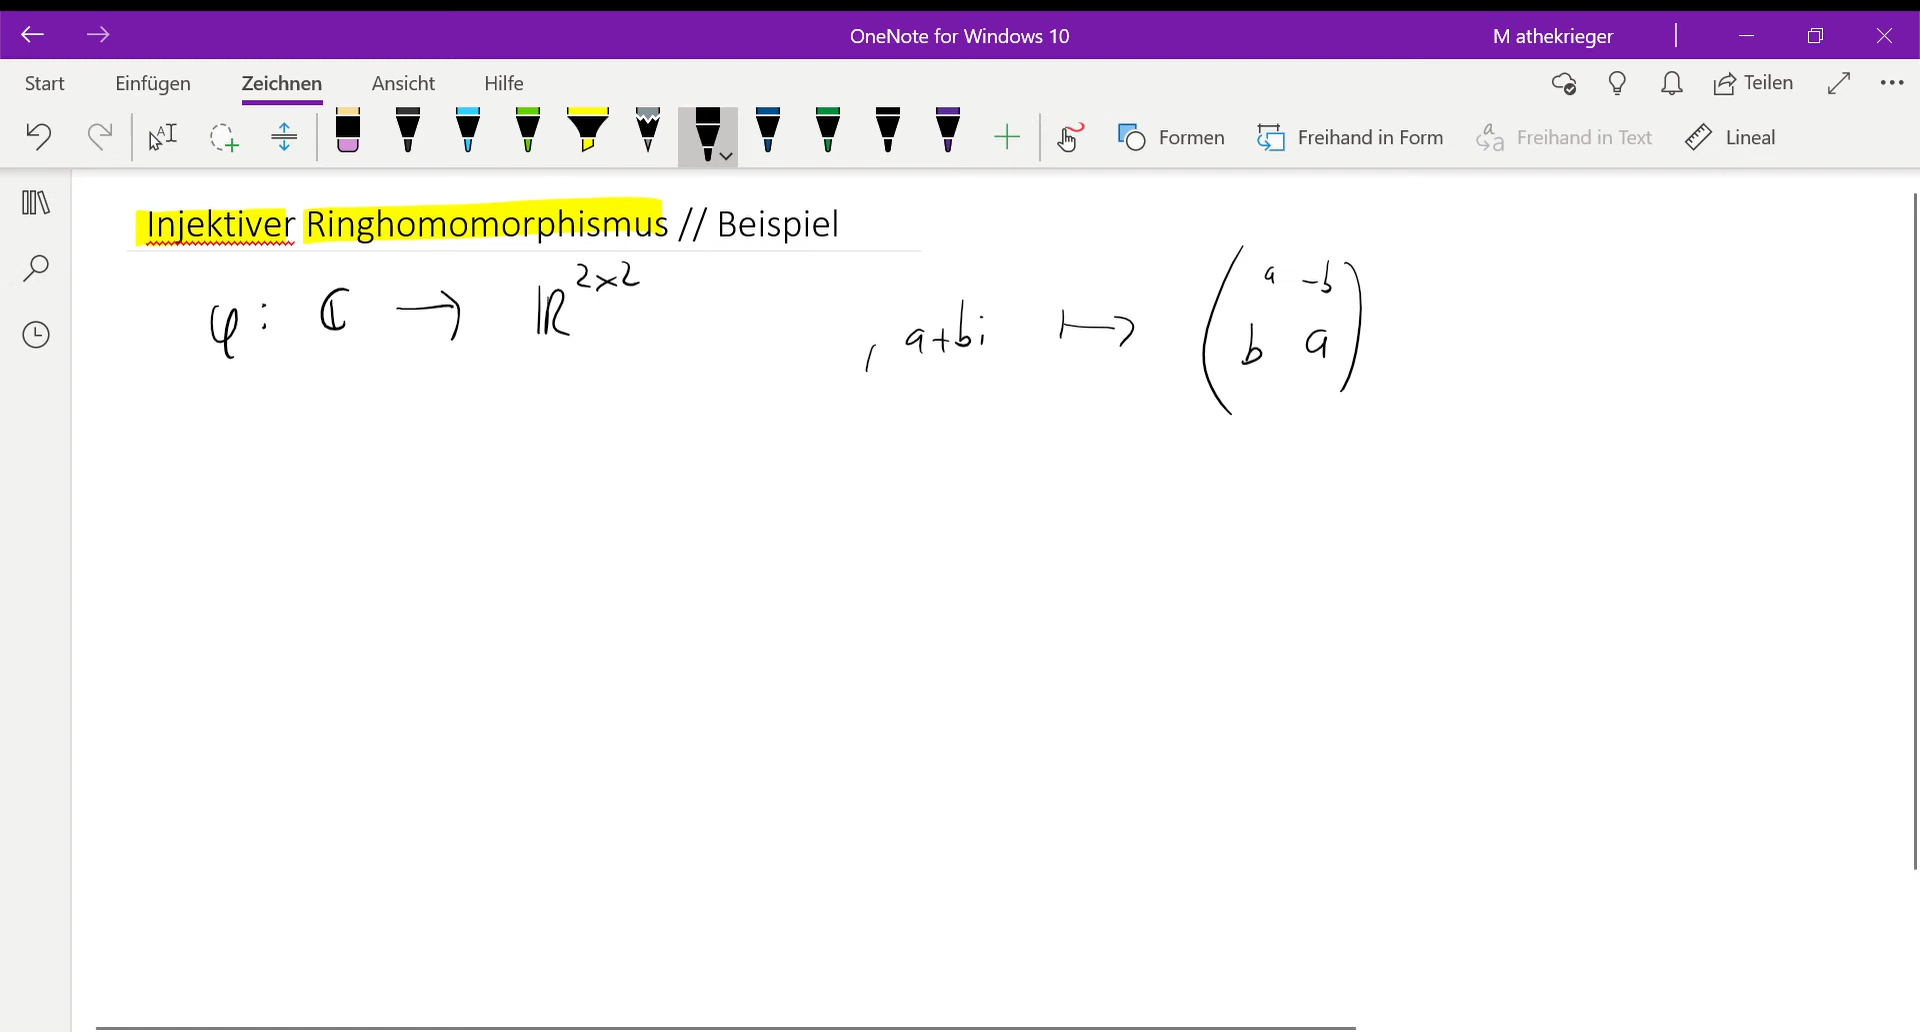 OneNote for Windows 10 M athekrieger
Start Einfügen Zeichnen Ansicht Hilfe Teilen
Formen Freihand in Form Freihand in Text Lineal
Injektiver Ringhomomorphismus // Beispiel
φ: ℂ → ℝ^{2×2} , a+bi ↦ ( a -b
b a )